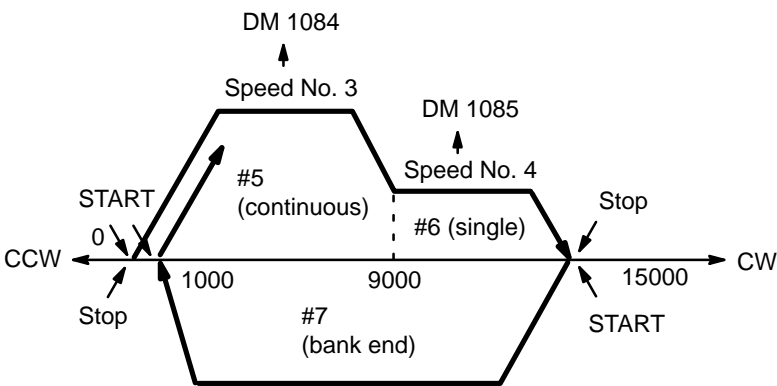 DM 1084
Speed No. 3
DM 1085
Speed No. 4
START
#5
(continuous)
#6 (single)
Stop
0
CCW
CW
1000
9000
15000
Stop
#7
(bank end)
START